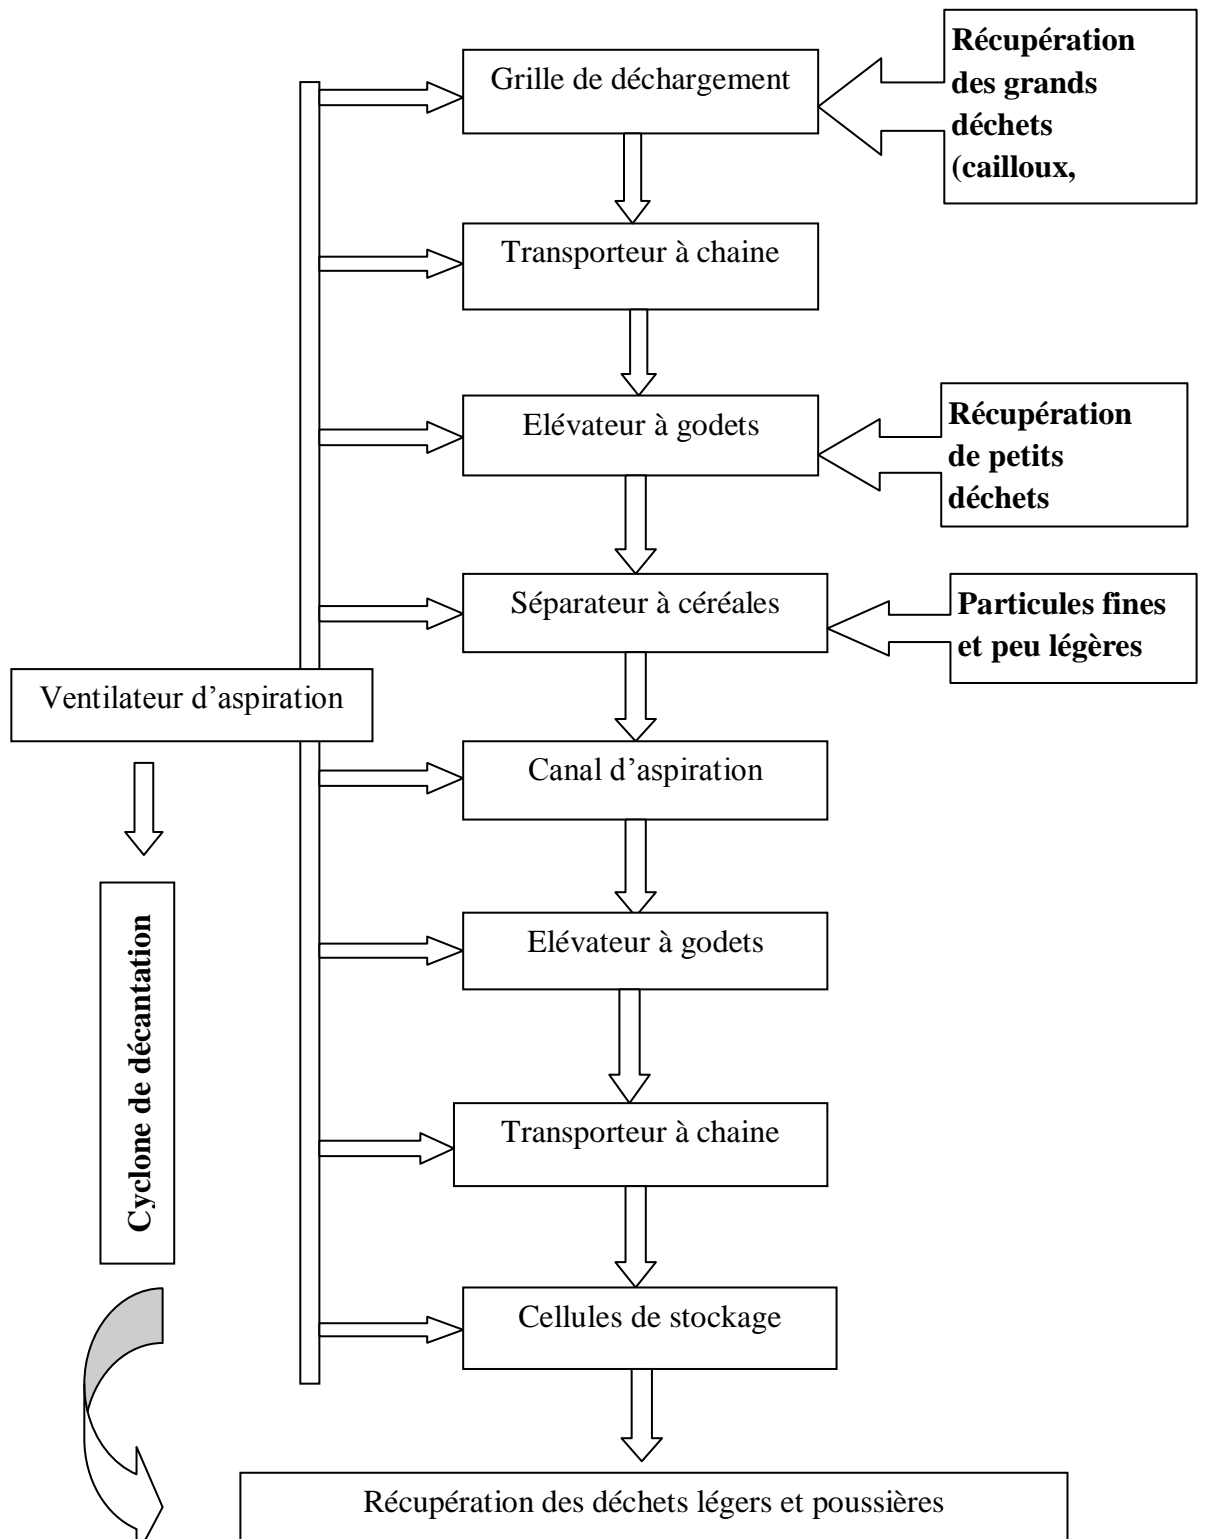 Grille de déchargement
Récupération
des grands
déchets
(cailloux,
Transporteur à chaine
Elévateur à godets
Récupération
de petits
déchets
Séparateur à céréales
Particules fines
et peu légères
Ventilateur d’aspiration
Canal d’aspiration
Cyclone de décantation
Elévateur à godets
Transporteur à chaine
Cellules de stockage
Récupération des déchets légers et poussières